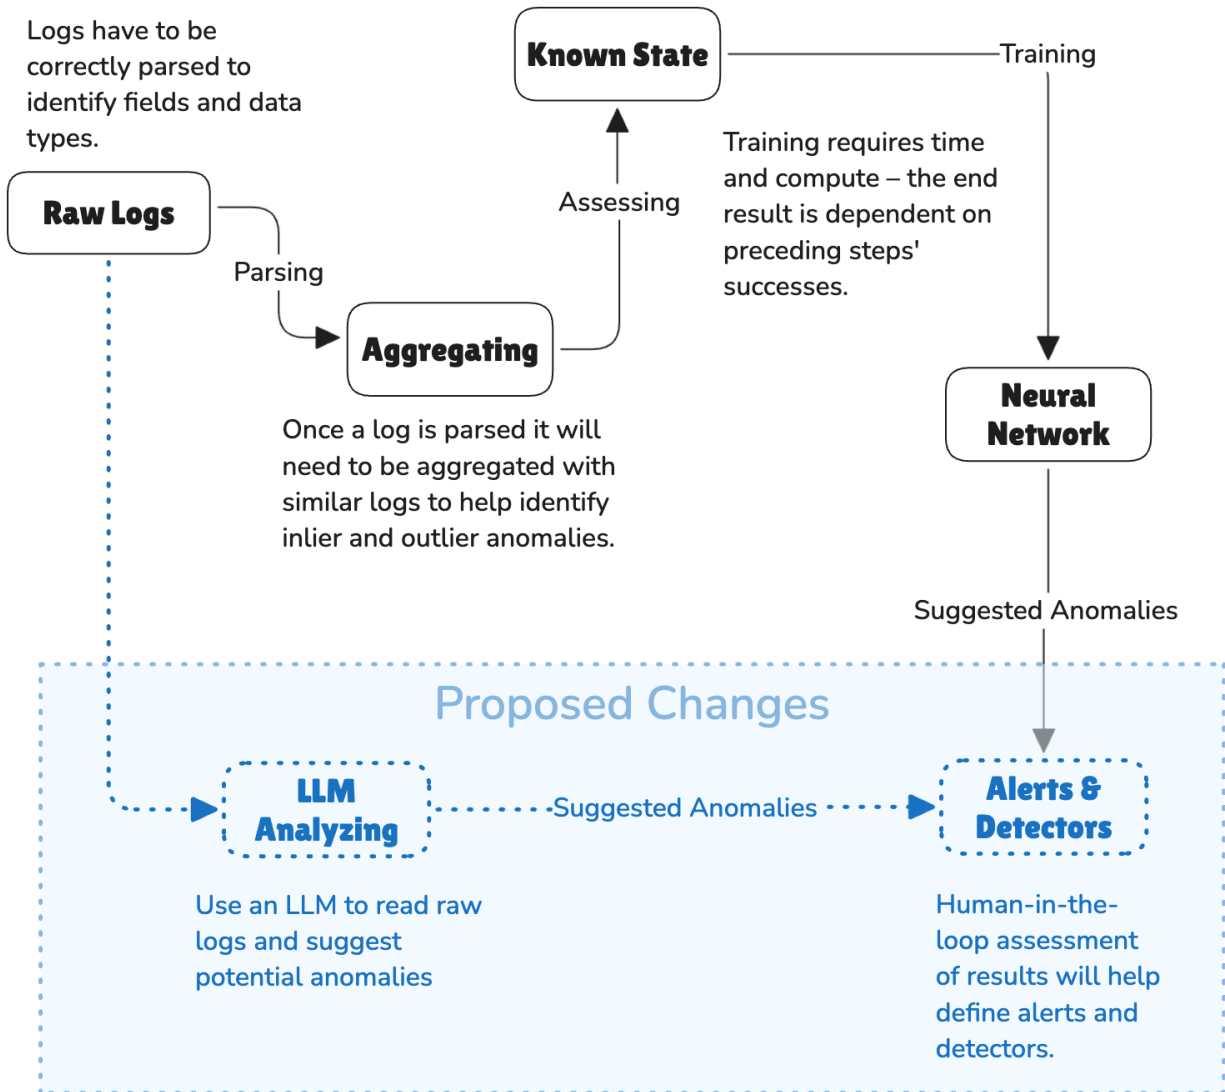 Logs have to be
correctly parsed to
identify fields and data
types.
Known State
Training
Training requires time
and compute – the end
result is dependent on
preceding steps'
successes.
Raw Logs
Assessing
Parsing
Aggregating
Once a log is parsed it will
need to be aggregated with
similar logs to help identify
inlier and outlier anomalies.
Neural
Network
Suggested Anomalies
Proposed Changes
LLM
Analyzing
Suggested Anomalies
Alerts &
Detectors
Use an LLM to read raw
logs and suggest
potential anomalies
Human-in-the-
loop assessment
of results will help
define alerts and
detectors.